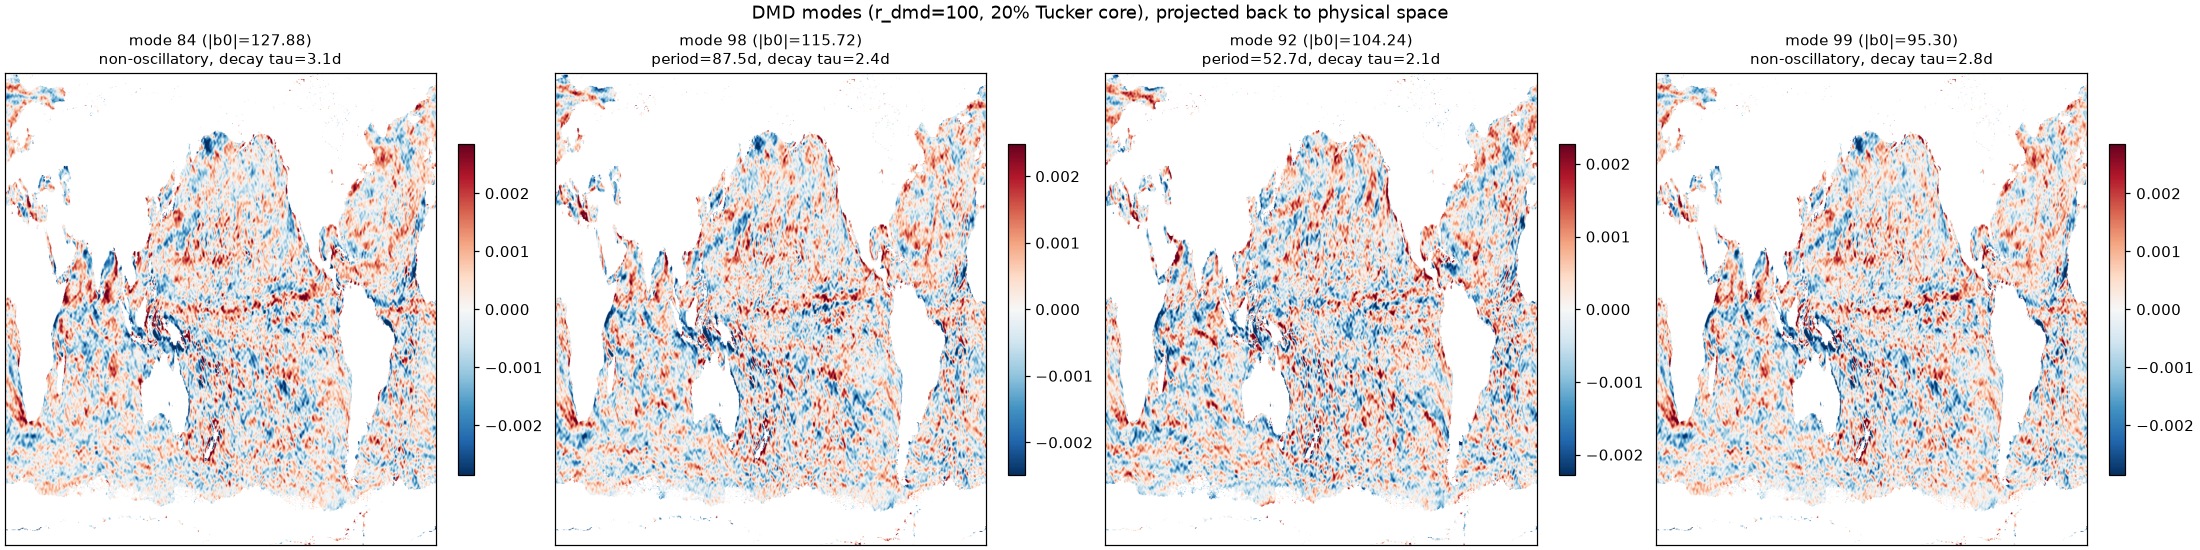 DMD modes (r_dmd=100, 20% Tucker core), projected back to physical space
mode 84 (|b0|=127.88)
non-oscillatory, decay tau=3.1d
0.002
0.001
0.000
−0.001
−0.002
mode 98 (|b0|=115.72)
period=87.5d, decay tau=2.4d
0.002
0.001
0.000
−0.001
−0.002
mode 92 (|b0|=104.24)
period=52.7d, decay tau=2.1d
0.002
0.001
0.000
−0.001
−0.002
mode 99 (|b0|=95.30)
non-oscillatory, decay tau=2.8d
0.002
0.001
0.000
−0.001
−0.002